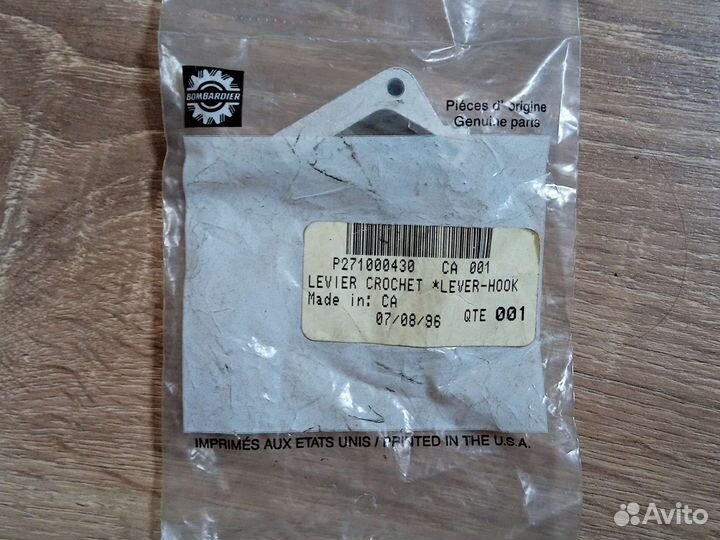 BOMBARDIER
Pièces d' origine
Genuine parts
P271000430 CA 001
LEVIER CROCHET *LEVER-HOOK
Made in: CA
07/08/96 QTE 001
IMPRIMÉS AUX ETATS UNIS / PRINTED IN THE U.S.A.
Avito